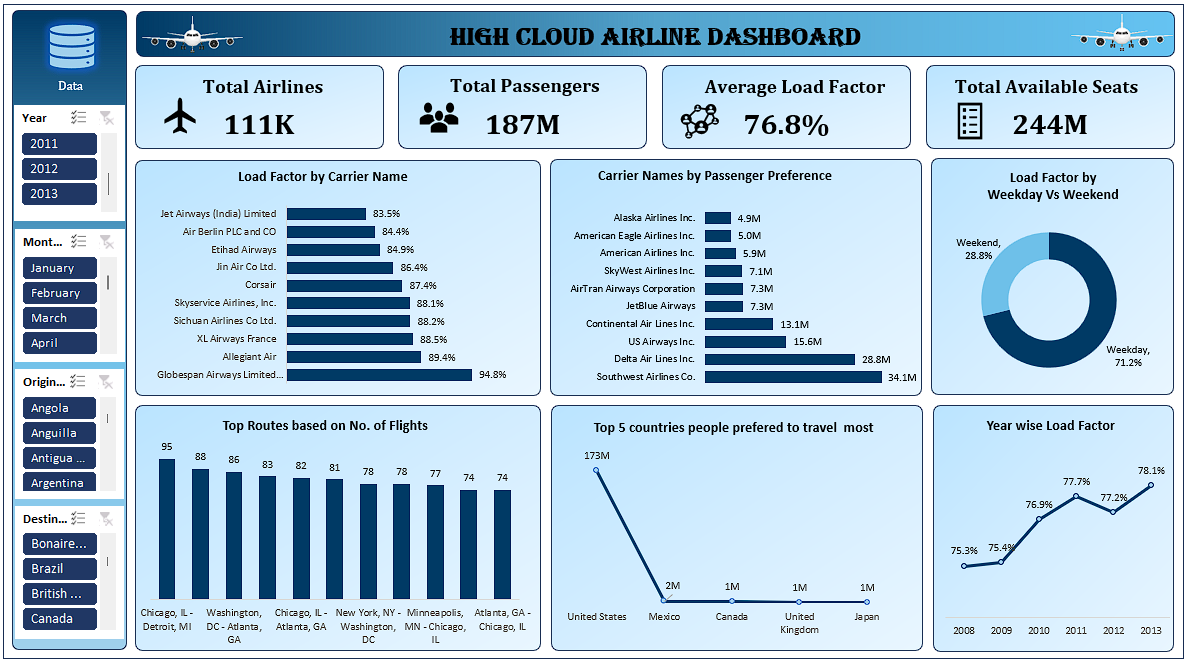 HIGH CLOUD AIRLINE DASHBOARD
Data
Year
2011
2012
2013
Mont...
January
February
March
April
Origin...
Angola
Anguilla
Antigua ...
Argentina
Destin...
Bonaire...
Brazil
British ...
Canada
Total Airlines
111K
Total Passengers
187M
Average Load Factor
76.8%
Total Available Seats
244M
Load Factor by Carrier Name
Jet Airways (India) Limited 83.5%
Air Berlin PLC and CO 84.4%
Etihad Airways 84.9%
Jin Air Co Ltd. 86.4%
Corsair 87.4%
Skyservice Airlines, Inc. 88.1%
Sichuan Airlines Co Ltd. 88.2%
XL Airways France 88.5%
Allegiant Air 89.4%
Globespan Airways Limited... 94.8%
Carrier Names by Passenger Preference
Alaska Airlines Inc. 4.9M
American Eagle Airlines Inc. 5.0M
American Airlines Inc. 5.9M
SkyWest Airlines Inc. 7.1M
AirTran Airways Corporation 7.3M
JetBlue Airways 7.3M
Continental Air Lines Inc. 13.1M
US Airways Inc. 15.6M
Delta Air Lines Inc. 28.8M
Southwest Airlines Co. 34.1M
Load Factor by
Weekday Vs Weekend
Weekend,
28.8%
Weekday,
71.2%
Top Routes based on No. of Flights
95 88 86 83 82 81 78 78 77 74 74
Chicago, IL -
Detroit, MI
Washington,
DC - Atlanta,
GA
Chicago, IL -
Atlanta, GA
New York, NY -
Washington,
DC
Minneapolis,
MN - Chicago,
IL
Atlanta, GA -
Chicago, IL
Top 5 countries people prefered to travel most
173M 2M 1M 1M 1M
United States
Mexico
Canada
United
Kingdom
Japan
Year wise Load Factor
75.3% 75.4% 76.9% 77.7% 77.2% 78.1%
2008 2009 2010 2011 2012 2013